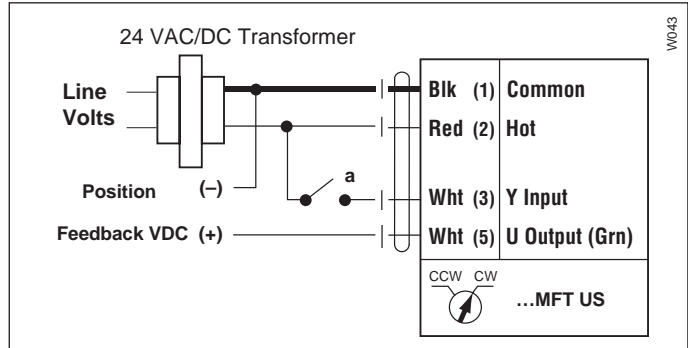 24 VAC/DC Transformer
W043
Line
Volts
Blk (1) Common
Red (2) Hot
a
Position (–)
Wht (3) Y Input
Feedback VDC (+)
Wht (5) U Output (Grn)
CCW CW
...MFT US